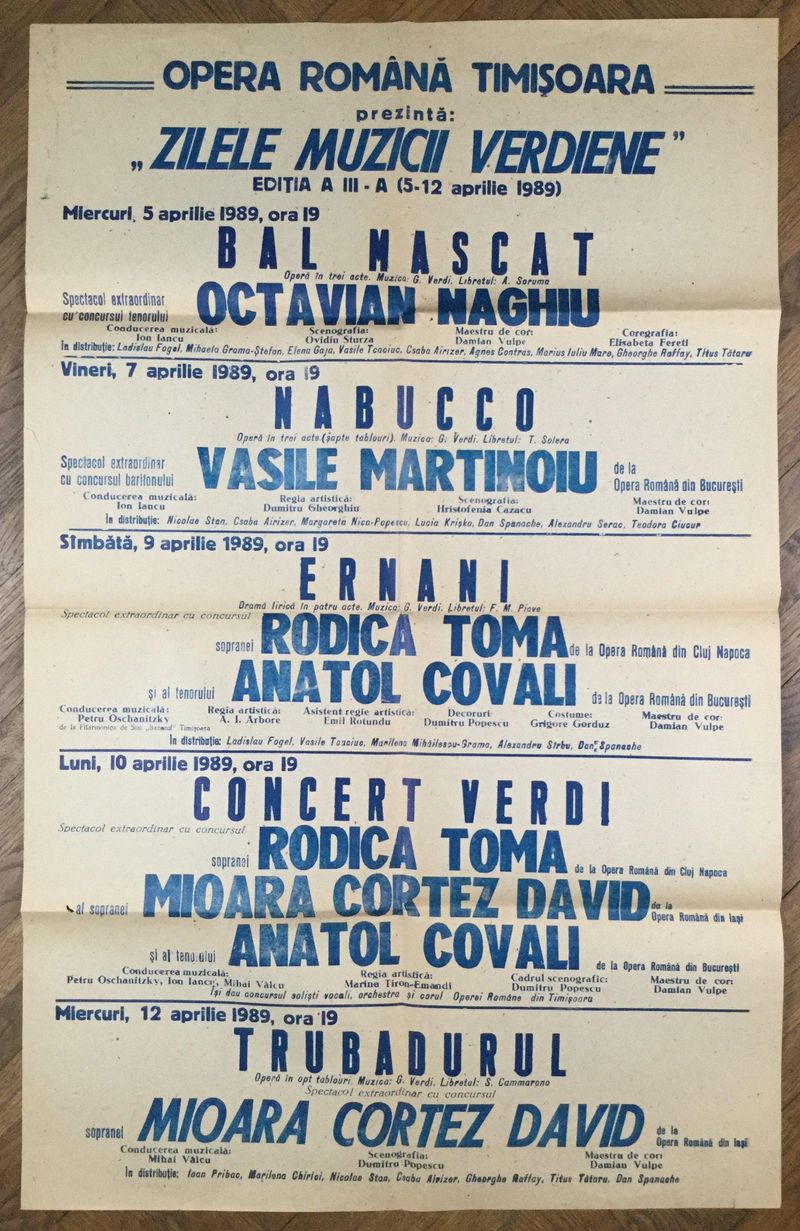 OPERA ROMÂNĂ TIMIȘOARA
prezintă:
„ZILELE MUZICII VERDIENE”
EDIȚIA A III-A (5-12 aprilie 1989)
Miercuri, 5 aprilie 1989, ora 19
BAL MASCAT
Operă în trei acte. Muzica: G. Verdi. Libretul: A. Somma
Spectacol extraordinar
cu concursul tenorului
OCTAVIAN NAGHIU
Conducerea muzicală: Scenografia: Maestru de cor: Coregrafia:
Ion Iancu Ovidiu Sturza Damian Vulpe Elisabeta Fereti
În distribuție: Ladislau Fogel, Mihaela Grama-Ștefan, Elena Gaja, Vasile Tcaciuc, Csaba Airizer, Agnes Contras, Marius Iuliu Mare, Gheorghe Raffay, Titus Tătaru
Vineri, 7 aprilie 1989, ora 19
NABUCCO
Operă în trei acte (șapte tablouri). Muzica: G. Verdi. Libretul: T. Solera
Spectacol extraordinar
cu concursul baritonului
VASILE MARTINOIU
de la
Opera Română din București
Conducerea muzicală: Regia artistică: Scenografia: Maestru de cor:
Ion Iancu Dumitru Gheorghiu Hristofenia Cazacu Damian Vulpe
În distribuție: Nicolae Stan, Csaba Airizer, Margareta Nica-Popescu, Lucia Krișka, Dan Spanache, Alexandru Serac, Teodora Ciucur
Sîmbătă, 9 aprilie 1989, ora 19
ERNANI
Dramă lirică în patru acte. Muzica: G. Verdi. Libretul: F. M. Piave
Spectacol extraordinar cu concursul
sopranei RODICA TOMA de la Opera Română din Cluj Napoca
și al tenorului ANATOL COVALI de la Opera Română din București
Conducerea muzicală: Regia artistică: Asistent regie artistică: Decoruri Costume: Maestru de cor:
Petru Oschanitzky A. I. Arbore Emil Rotundu Dumitru Popescu Grigore Gorduz Damian Vulpe
de la Filarmonica de Stat „Banatul” Timișoara
În distribuție: Ladislau Fogel, Vasile Tcaciuc, Marilena Mihăilescu-Grama, Alexandru Sîrbu, Dan Spanache
Luni, 10 aprilie 1989, ora 19
CONCERT VERDI
Spectacol extraordinar cu concursul
sopranei RODICA TOMA de la Opera Română din Cluj Napoca
al sopranei MIOARA CORTEZ DAVID de la
Opera Română din Iași
și al tenorului ANATOL COVALI de la Opera Română din București
Conducerea muzicală: Regia artistică: Cadrul scenografic: Maestru de cor:
Petru Oschanitzky, Ion Iancu, Mihai Vâlcu Marina Tiron-Emandi Dumitru Popescu Damian Vulpe
Își dau concursul soliști vocali, orchestra și corul Operei Române din Timișoara
Miercuri, 12 aprilie 1989, ora 19
TRUBADURUL
Operă în opt tablouri. Muzica: G. Verdi. Libretul: S. Cammarano
Spectacol extraordinar cu concursul
sopranei MIOARA CORTEZ DAVID de la
Opera Română din Iași
Conducerea muzicală: Scenografia: Maestru de cor:
Mihai Vâlcu Dumitru Popescu Damian Vulpe
În distribuție: Ioan Pribac, Marilena Chirici, Nicolae Stan, Csaba Airizer, Gheorghe Raffay, Titus Tătaru, Dan Spanache